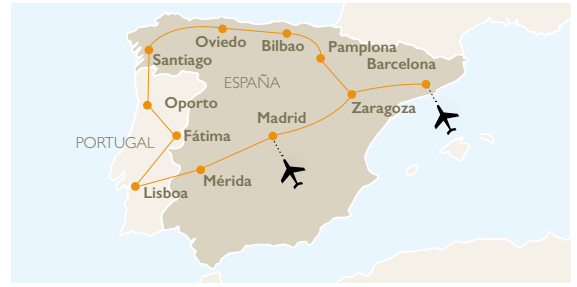 Oviedo
Bilbao
Pamplona
Santiago
Barcelona
ESPAÑA
Oporto
Zaragoza
Madrid
Fátima
PORTUGAL
Mérida
Lisboa